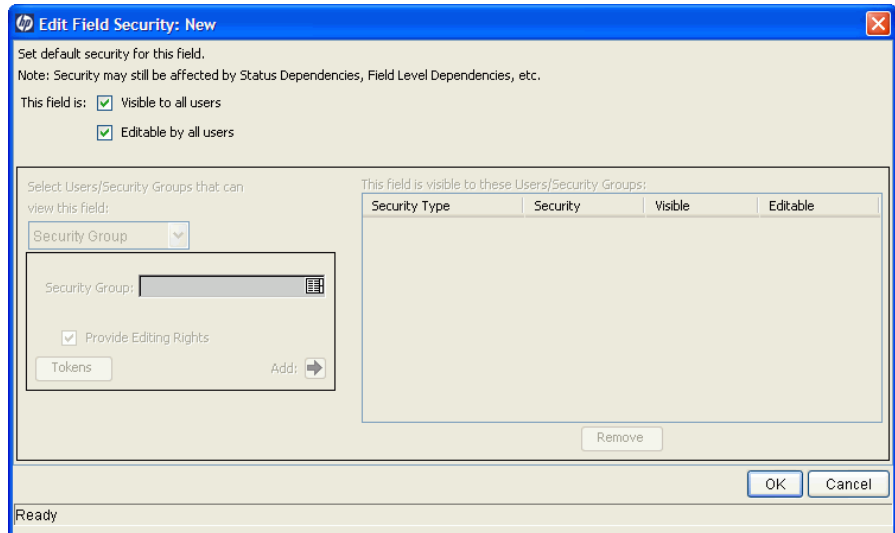 hp Edit Field Security: New
Set default security for this field.
Note: Security may still be affected by Status Dependencies, Field Level Dependencies, etc.
This field is: Visible to all users
Editable by all users
Select Users/Security Groups that can
view this field:
Security Group
Security Group:
Provide Editing Rights
Tokens Add:
This field is visible to these Users/Security Groups:
Security Type Security Visible Editable
Remove
OK Cancel
Ready